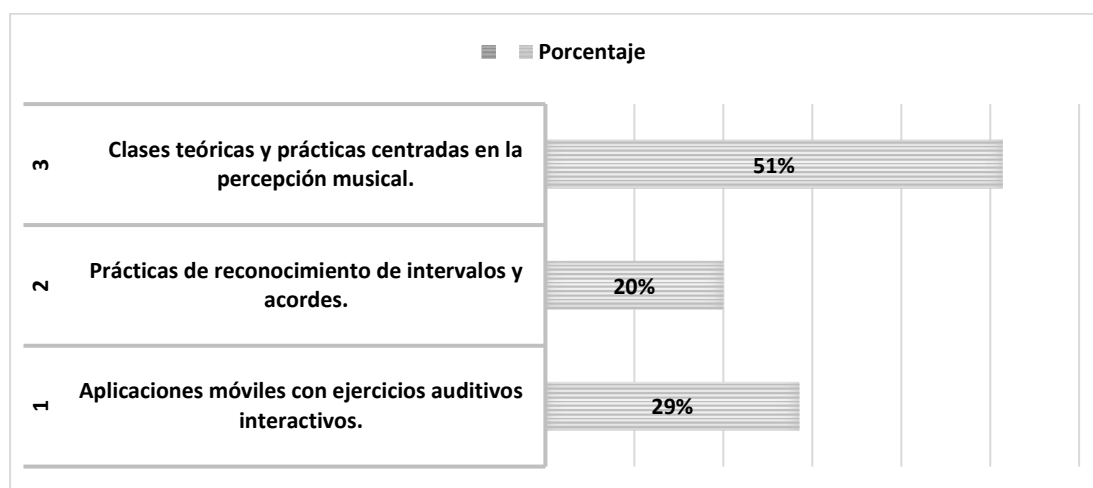 Porcentaje
3
Clases teóricas y prácticas centradas en la
percepción musical.
51%
2
Prácticas de reconocimiento de intervalos y
acordes.
20%
1
Aplicaciones móviles con ejercicios auditivos
interactivos.
29%